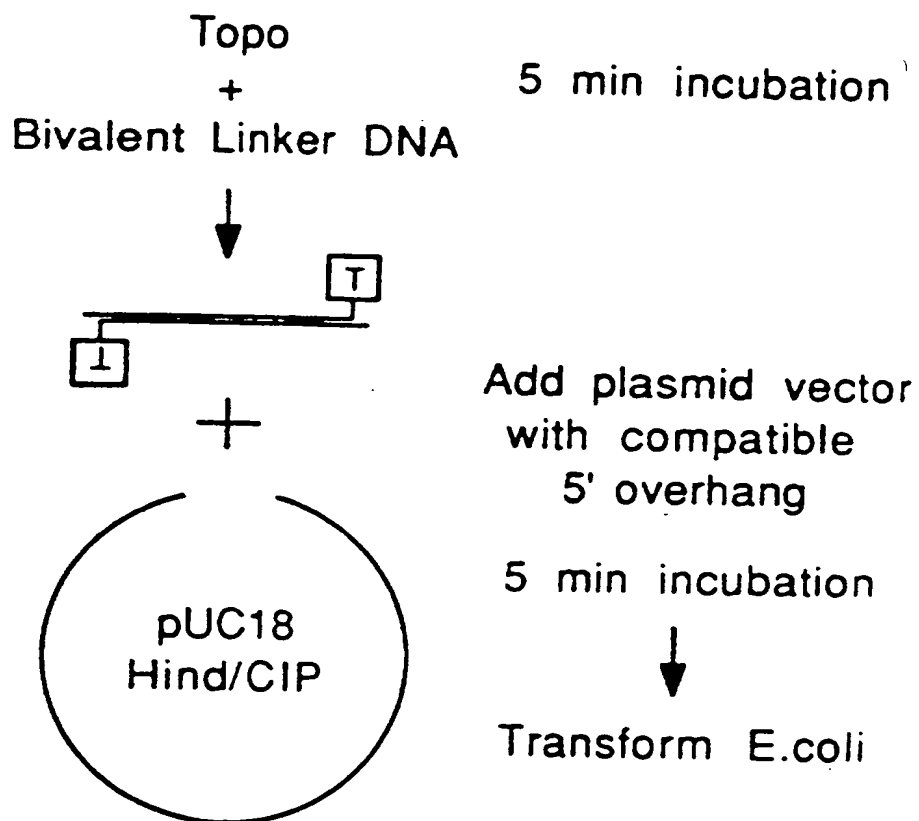 Topo
+
Bivalent Linker DNA
5 min incubation
T
T
+
Add plasmid vector
with compatible
5' overhang
pUC18
Hind/CIP
5 min incubation
Transform E.coli